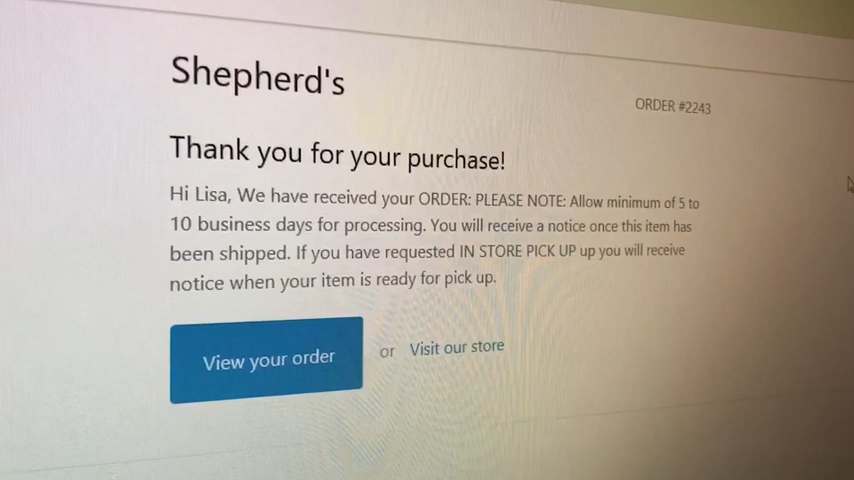 Shepherd's
ORDER #2243
Thank you for your purchase!
Hi Lisa, We have received your ORDER: PLEASE NOTE: Allow minimum of 5 to
10 business days for processing. You will receive a notice once this item has
been shipped. If you have requested IN STORE PICK UP up you will receive
notice when your item is ready for pick up.
View your order or Visit our store